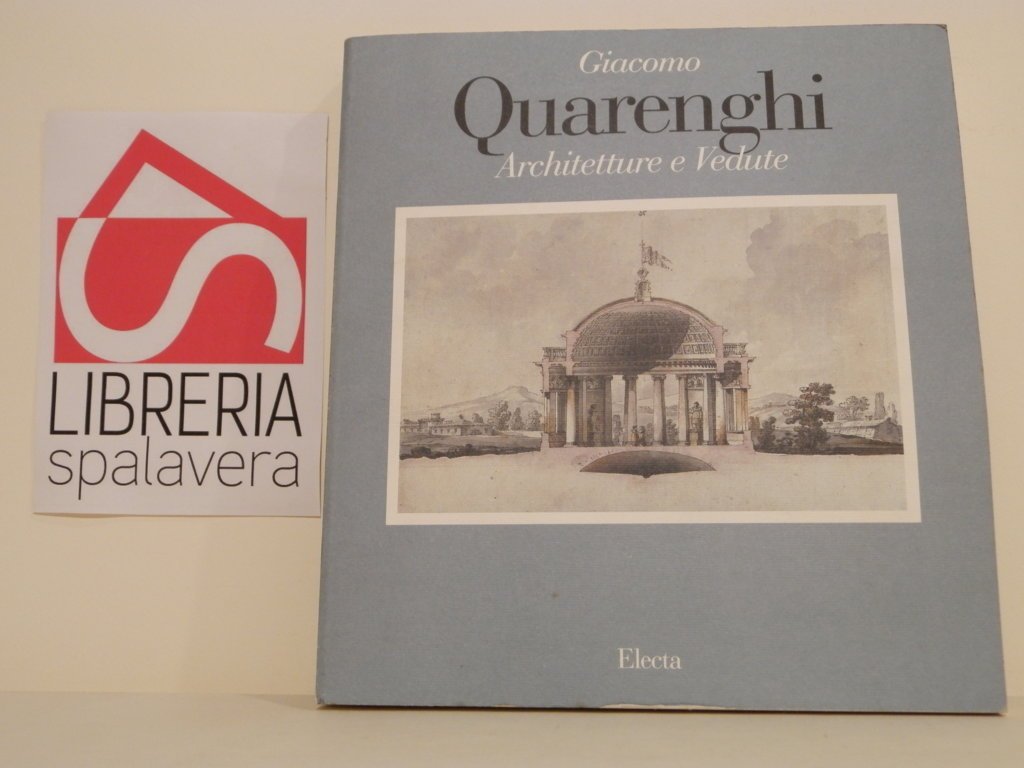 LIBRERIA
spalavera
Giacomo
Quarenghi
Architetture e Vedute
Electa